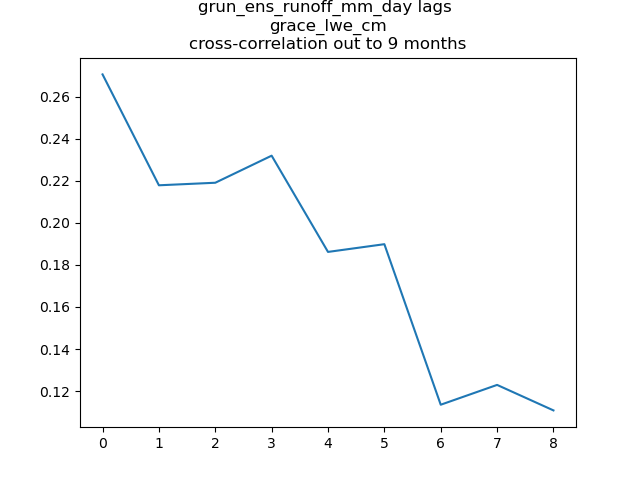 grun_ens_runoff_mm_day lags
grace_lwe_cm
cross-correlation out to 9 months
0.26
0.24
0.22
0.20
0.18
0.16
0.14
0.12
0 1 2 3 4 5 6 7 8